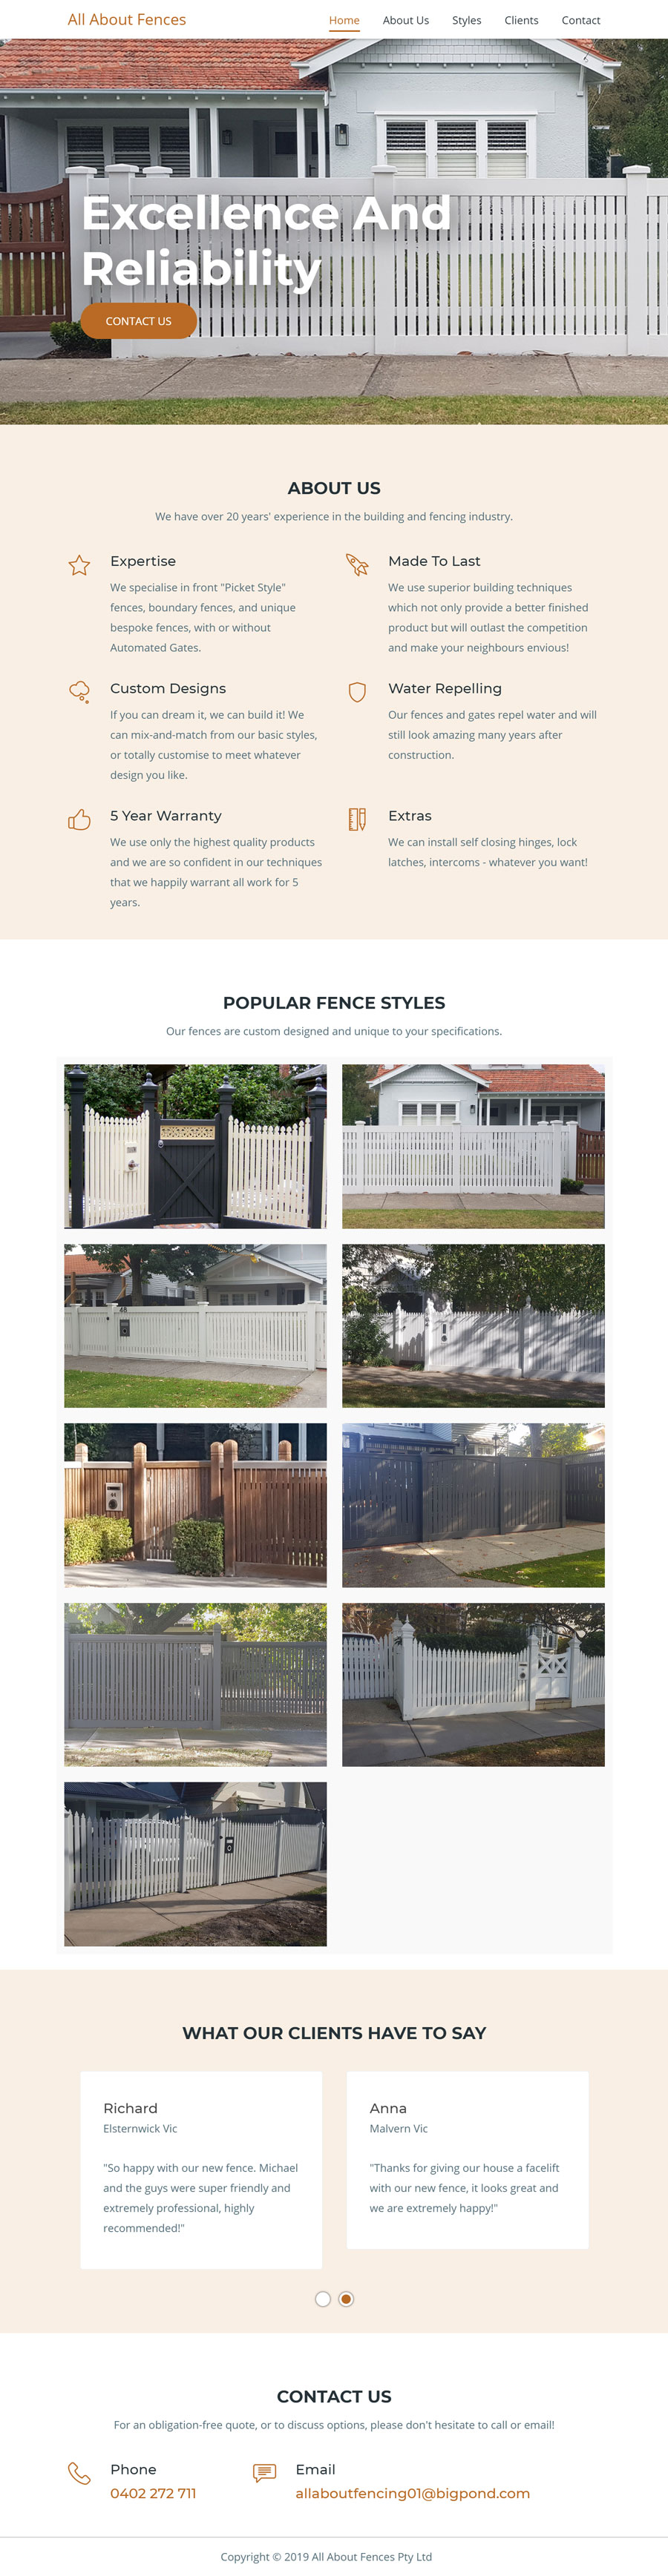 All About Fences
Home About Us Styles Clients Contact
Excellence And
Reliability
CONTACT US
ABOUT US
We have over 20 years' experience in the building and fencing industry.
Expertise
We specialise in front "Picket Style"
fences, boundary fences, and unique
bespoke fences, with or without
Automated Gates.
Made To Last
We use superior building techniques
which not only provide a better finished
product but will outlast the competition
and make your neighbours envious!
Custom Designs
If you can dream it, we can build it! We
can mix-and-match from our basic styles,
or totally customise to meet whatever
design you like.
Water Repelling
Our fences and gates repel water and will
still look amazing many years after
construction.
5 Year Warranty
We use only the highest quality products
and we are so confident in our techniques
that we happily warrant all work for 5
years.
Extras
We can install self closing hinges, lock
latches, intercoms - whatever you want!
POPULAR FENCE STYLES
Our fences are custom designed and unique to your specifications.
WHAT OUR CLIENTS HAVE TO SAY
Richard
Elsternwick Vic
"So happy with our new fence. Michael
and the guys were super friendly and
extremely professional, highly
recommended!"
Anna
Malvern Vic
"Thanks for giving our house a facelift
with our new fence, it looks great and
we are extremely happy!"
CONTACT US
For an obligation-free quote, or to discuss options, please don't hesitate to call or email!
Phone
0402 272 711
Email
allaboutfencing01@bigpond.com
Copyright © 2019 All About Fences Pty Ltd